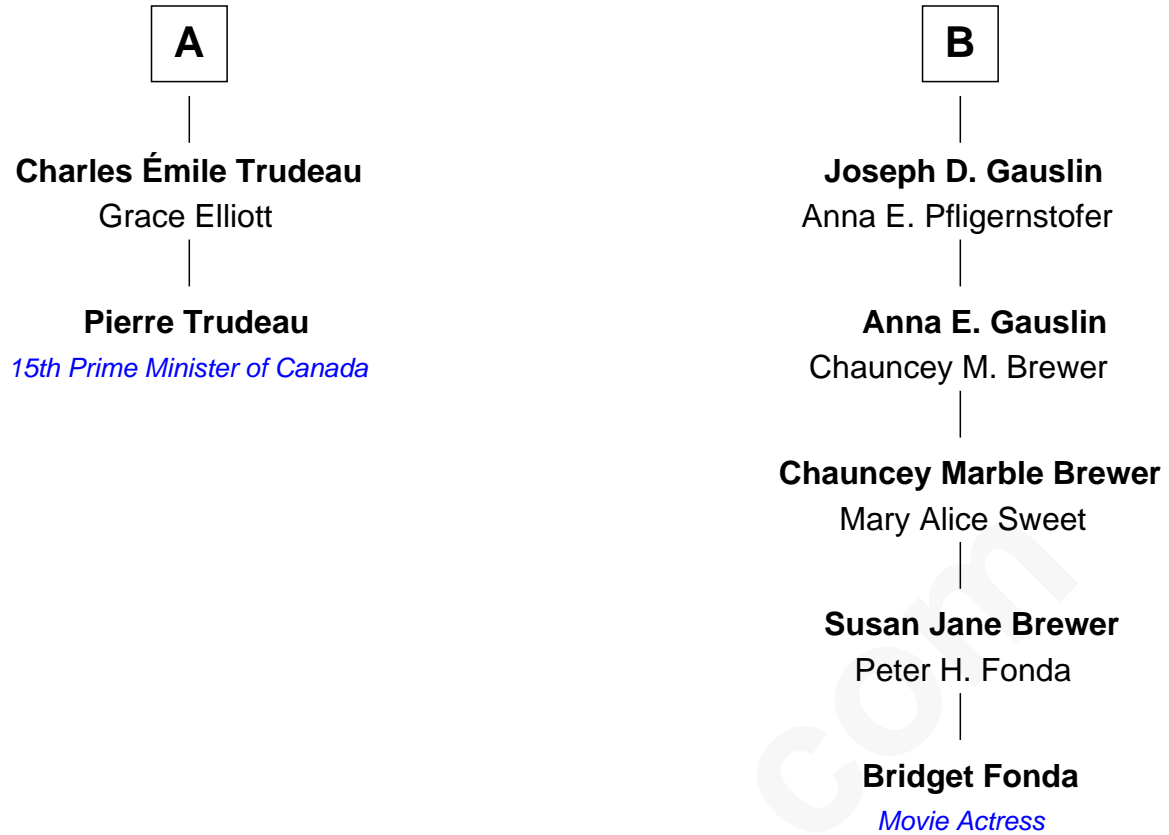 A
Charles Émile Trudeau
Grace Elliott
Pierre Trudeau
15th Prime Minister of Canada
B
Joseph D. Gauslin
Anna E. Pfligernstofer
Anna E. Gauslin
Chauncey M. Brewer
Chauncey Marble Brewer
Mary Alice Sweet
Susan Jane Brewer
Peter H. Fonda
Bridget Fonda
Movie Actress
com